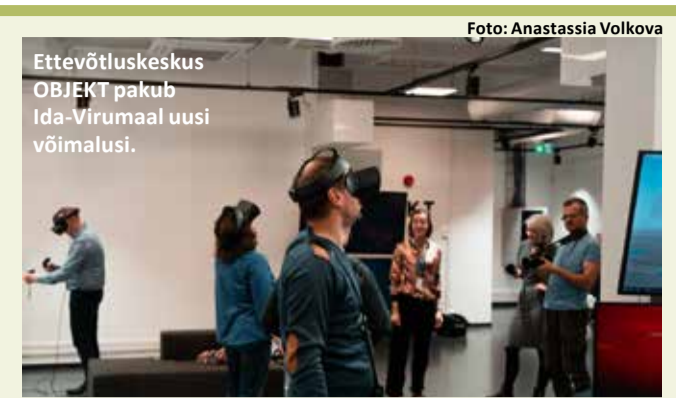 Foto: Anastassia Volkova
Ettevõtluskeskus
OBJEKT pakub
Ida-Virumaal uusi
võimalusi.